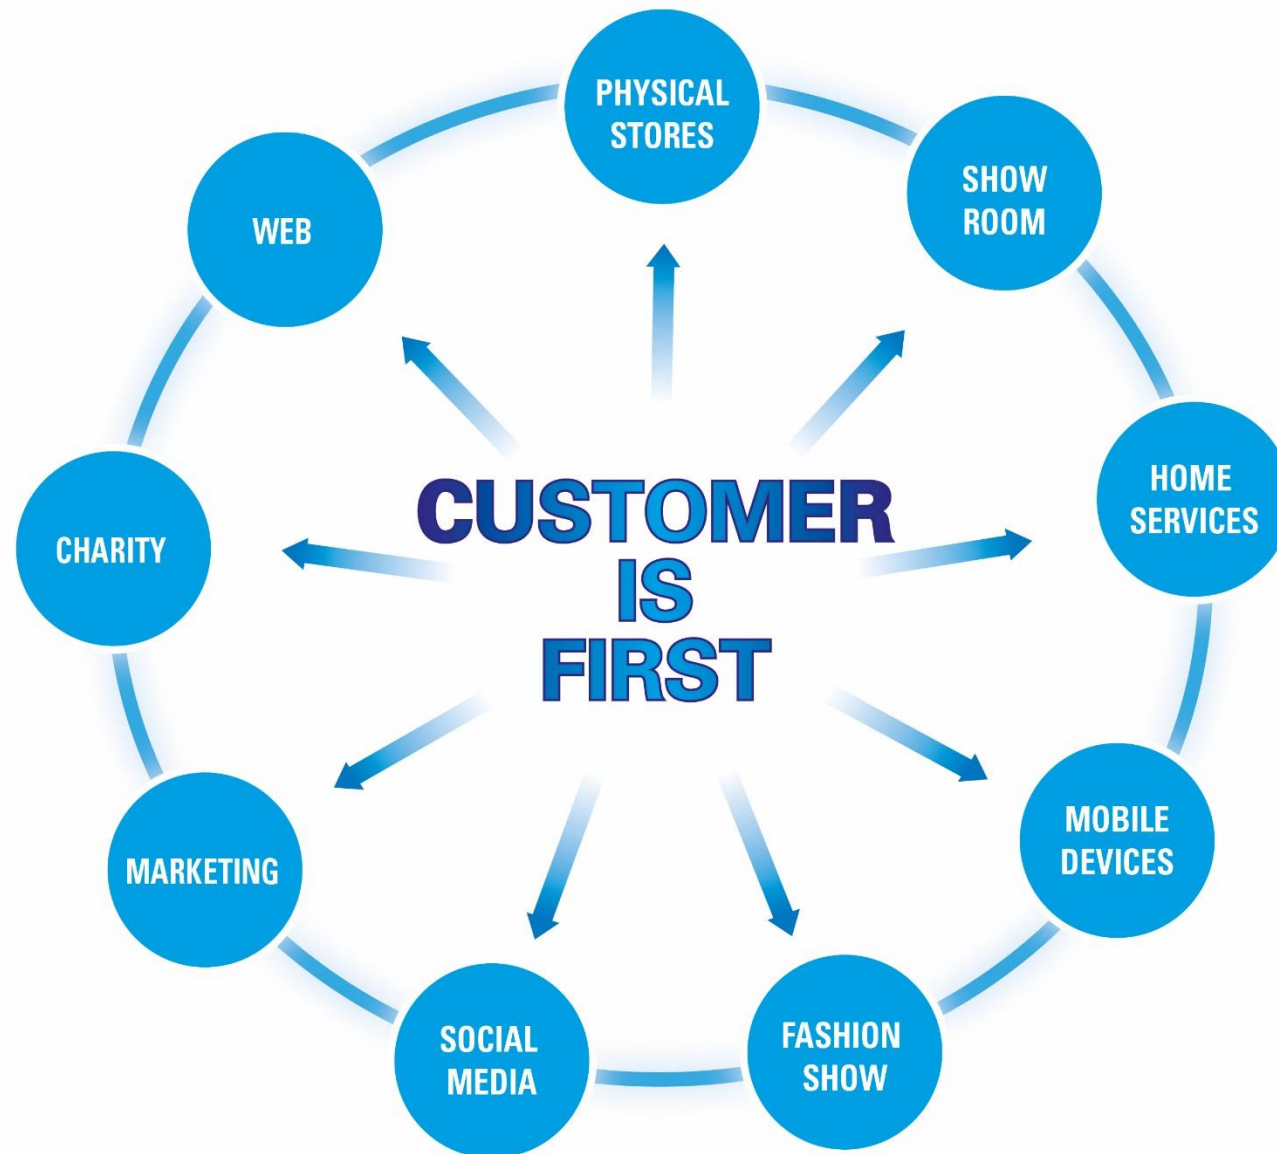 PHYSICAL
STORES
SHOW
ROOM
HOME
SERVICES
MOBILE
DEVICES
FASHION
SHOW
SOCIAL
MEDIA
MARKETING
CHARITY
WEB
CUSTOMER
IS
FIRST